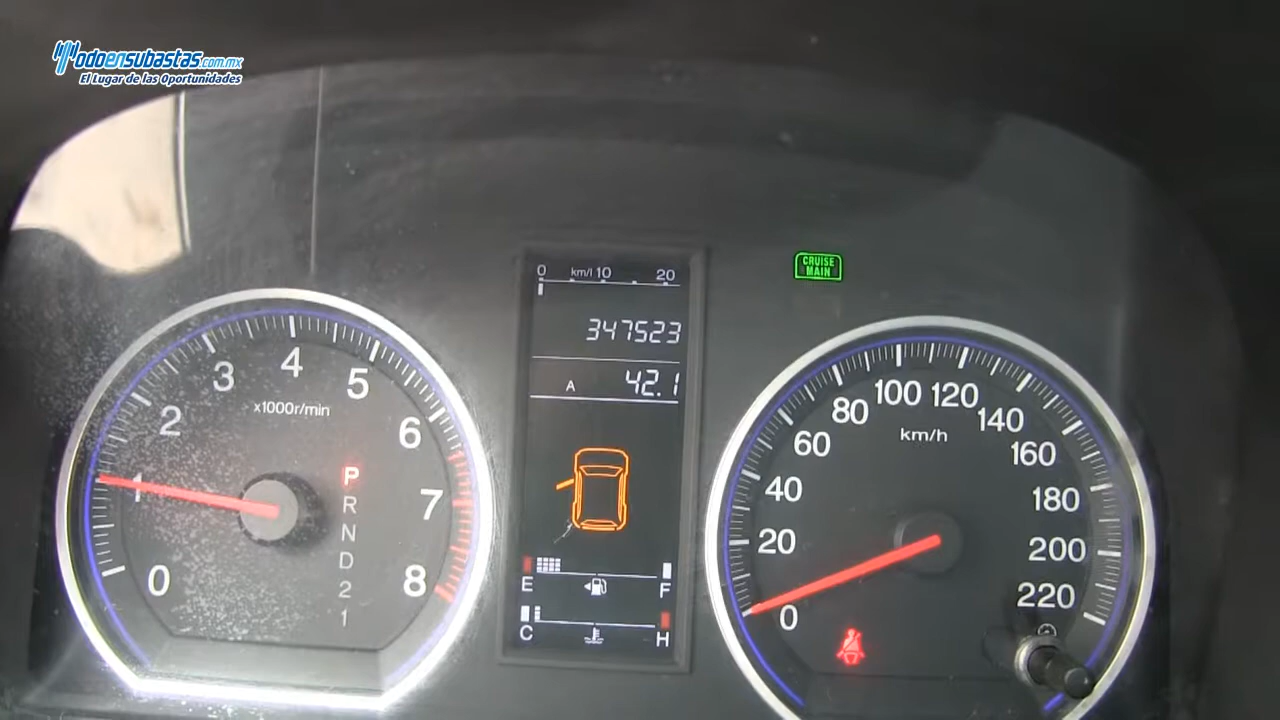 Todoensubastas.com.mx
El Lugar de las Oportunidades
0 km/l 10 20
347523
A 42.1
E F
C H
CRUISE
MAIN
0 1 2 3 4 5 6 7 8
x1000r/min
P
R
N
D
2
1
0 20 40 60 80 100 120 140 160 180 200 220
km/h